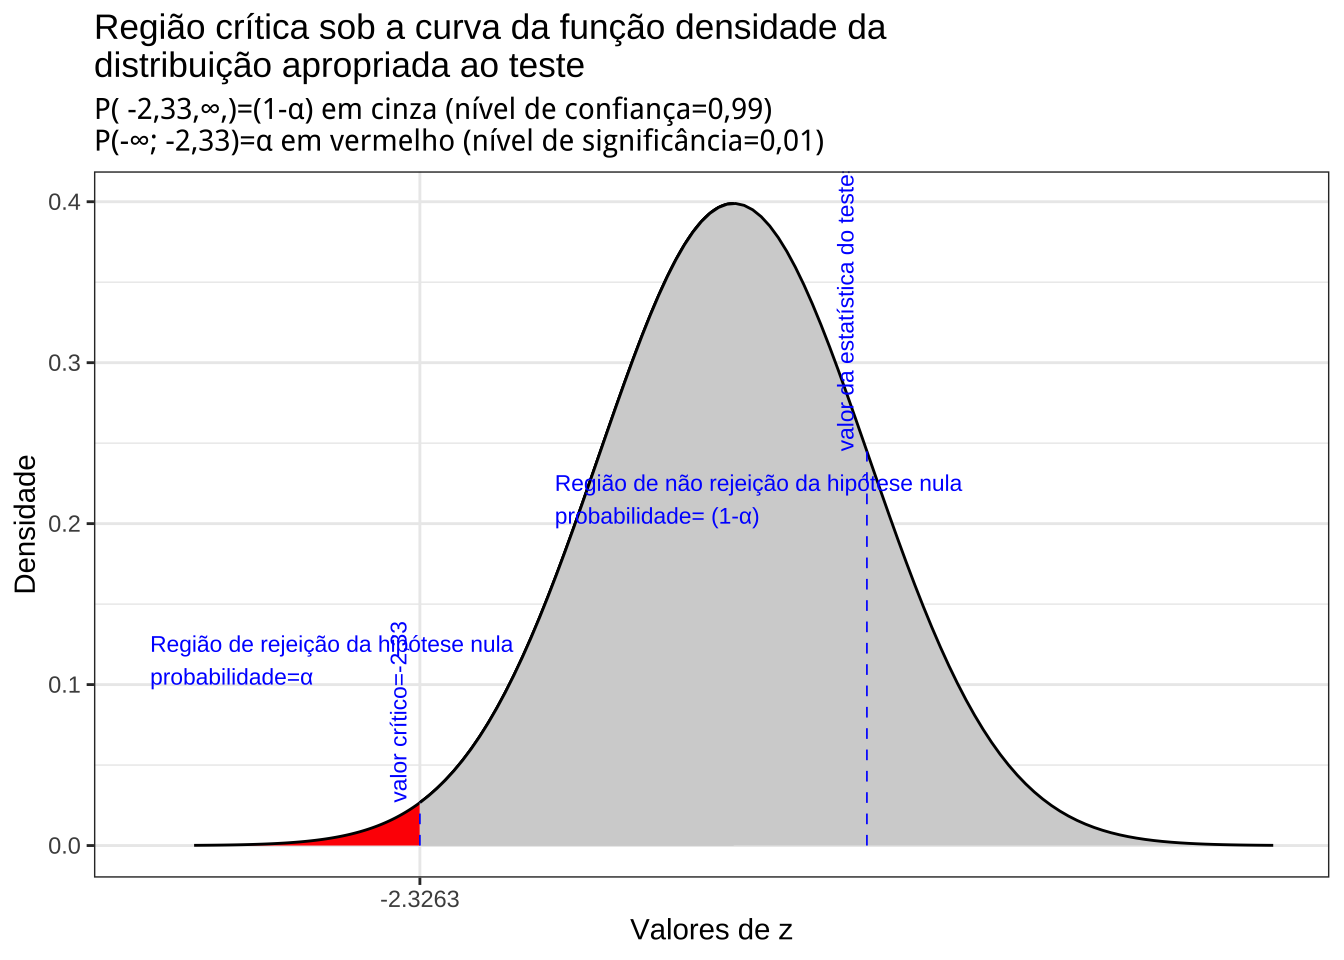 Região crítica sob a curva da função densidade da
distribuição apropriada ao teste
P( -2,33,∞,)=(1-α) em cinza (nível de confiança=0,99)
P(-∞; -2,33)=α em vermelho (nível de significância=0,01)
valor da estatística do teste
0.4
0.3
Região de não rejeição da hipótese nula
probabilidade= (1-α)
0.2
Densidade
Região de rejeição da hipótese nula
probabilidade=α
valor crítico=-2,33
0.1
0.0
-2.3263
Valores de z